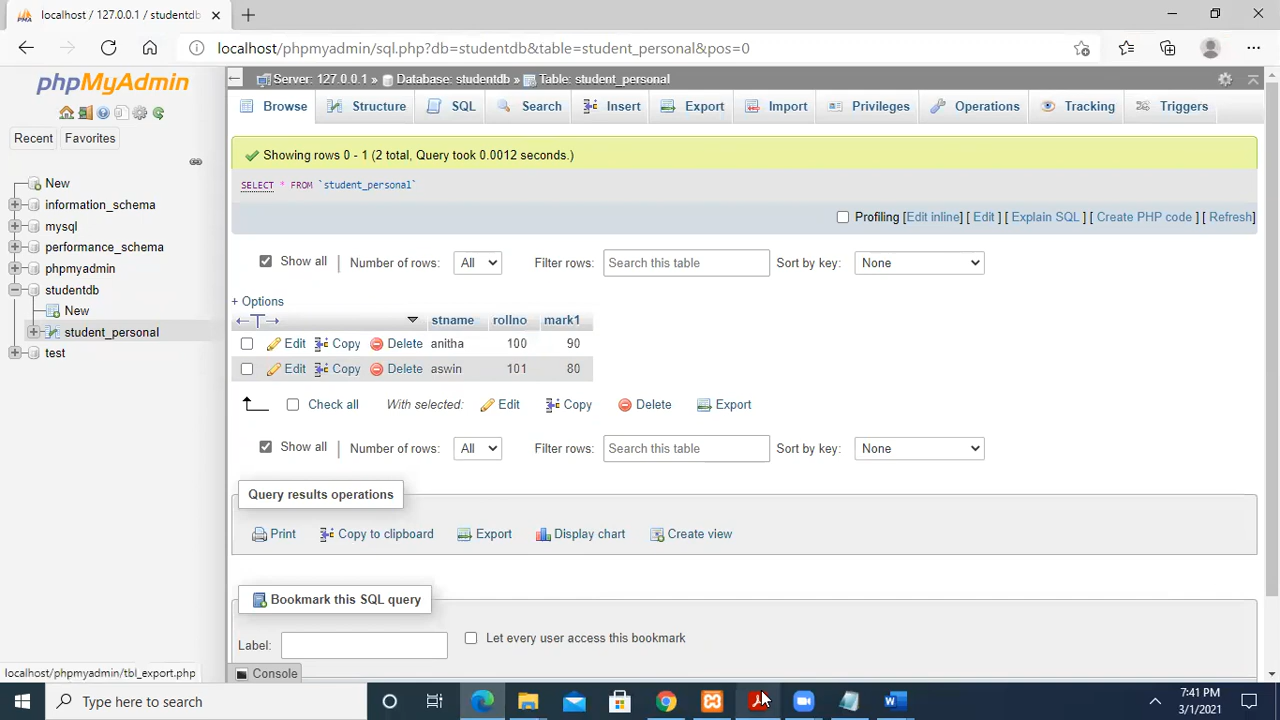 localhost / 127.0.0.1 / studentd
localhost/phpmyadmin/sql.php?db=studentdb&table=student_personal&pos=0
phpMyAdmin
Recent Favorites
New
information_schema
mysql
performance_schema
phpmyadmin
studentdb
New
student_personal
test
Server: 127.0.0.1 » Database: studentdb » Table: student_personal
Browse Structure SQL Search Insert Export Import Privileges Operations Tracking Triggers
Showing rows 0 - 1 (2 total, Query took 0.0012 seconds.)
SELECT * FROM `student_personal`
Profiling [Edit inline] [ Edit ] [ Explain SQL ] [ Create PHP code ] [ Refresh]
Show all Number of rows: All Filter rows: Search this table Sort by key: None
+ Options
stname rollno mark1
Edit Copy Delete anitha 100 90
Edit Copy Delete aswin 101 80
Check all With selected: Edit Copy Delete Export
Show all Number of rows: All Filter rows: Search this table Sort by key: None
Query results operations
Print Copy to clipboard Export Display chart Create view
Bookmark this SQL query
Label: Let every user access this bookmark
Console
localhost/phpmyadmin/tbl_export.php
Type here to search
7:41 PM
3/1/2021